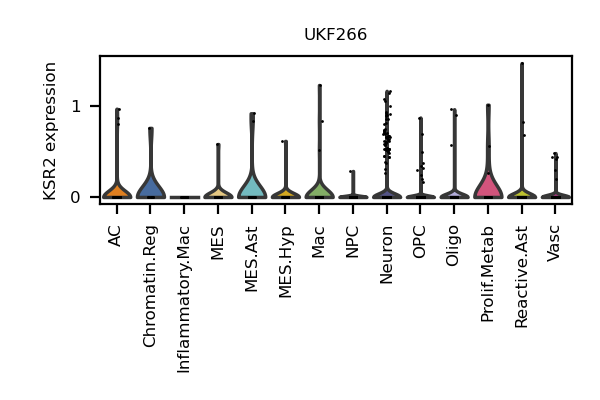 UKF266
KSR2 expression
1
0
AC
Chromatin.Reg
Inflammatory.Mac
MES
MES.Ast
MES.Hyp
Mac
NPC
Neuron
OPC
Oligo
Prolif.Metab
Reactive.Ast
Vasc